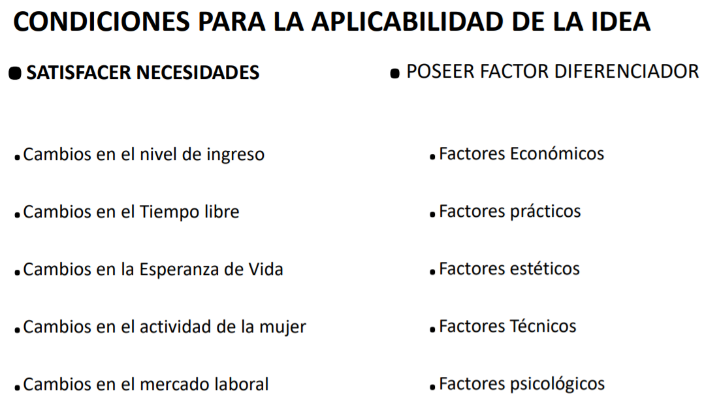 CONDICIONES PARA LA APLICABILIDAD DE LA IDEA
SATISFACER NECESIDADES
Cambios en el nivel de ingreso
Cambios en el Tiempo libre
Cambios en la Esperanza de Vida
Cambios en el actividad de la mujer
Cambios en el mercado laboral
POSEER FACTOR DIFERENCIADOR
Factores Económicos
Factores prácticos
Factores estéticos
Factores Técnicos
Factores psicológicos